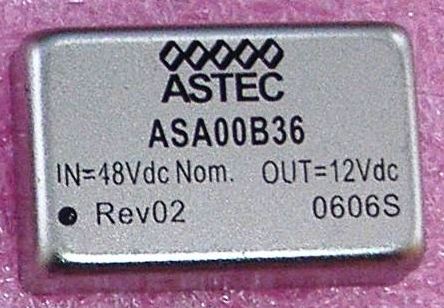 ASTEC
ASA00B36
IN=48Vdc Nom. OUT=12Vdc
Rev02 0606S